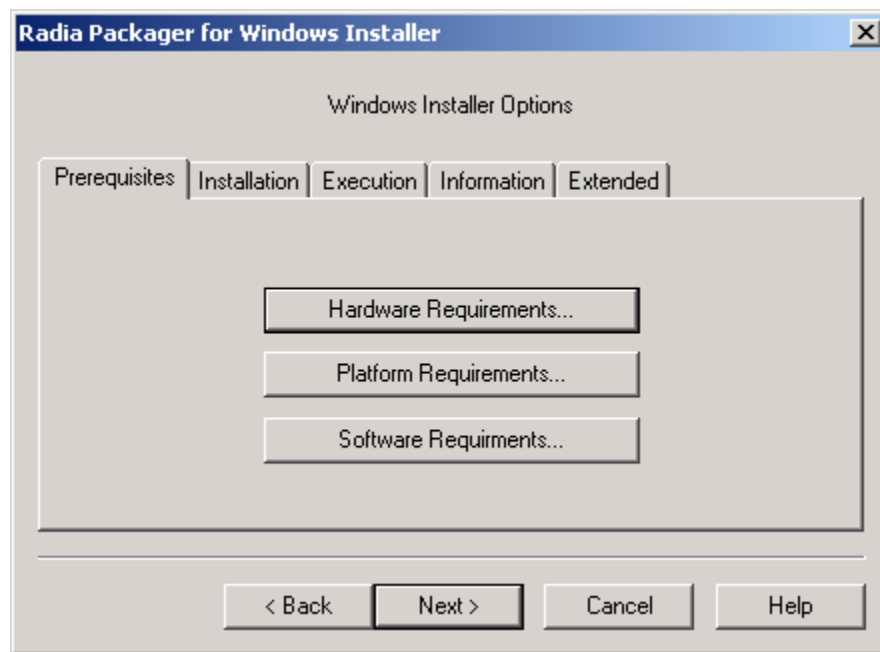 Radia Packager for Windows Installer
Windows Installer Options
Prerequisites Installation Execution Information Extended
Hardware Requirements...
Platform Requirements...
Software Requirments...
< Back Next > Cancel Help